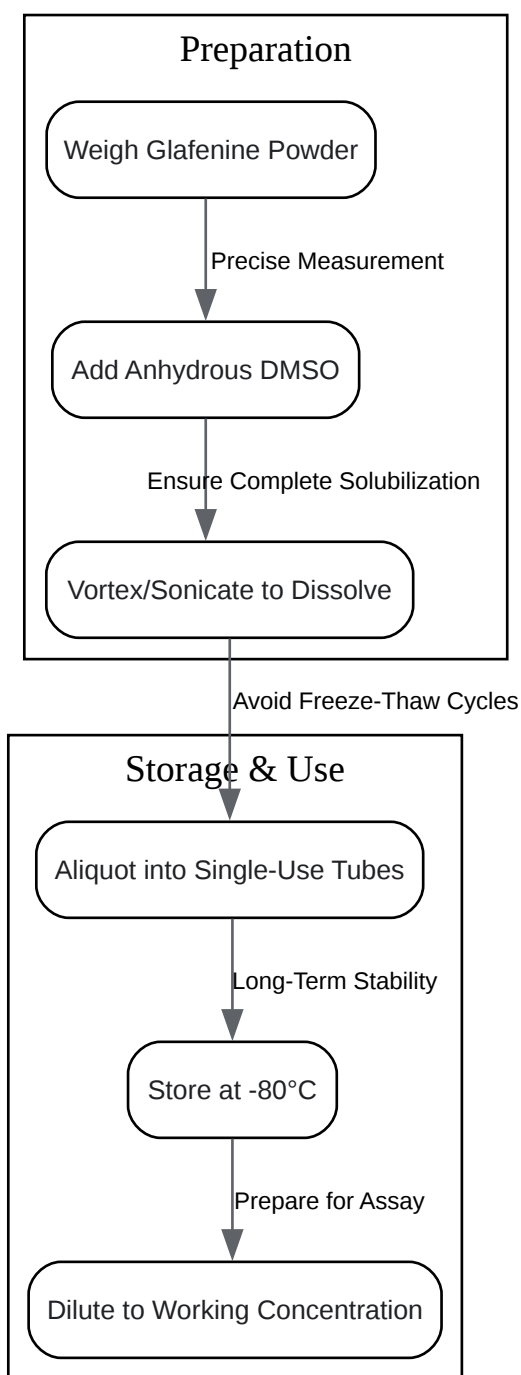 Preparation
Weigh Glafenine Powder
Precise Measurement
Add Anhydrous DMSO
Ensure Complete Solubilization
Vortex/Sonicate to Dissolve
Avoid Freeze-Thaw Cycles
Storage & Use
Aliquot into Single-Use Tubes
Long-Term Stability
Store at -80°C
Prepare for Assay
Dilute to Working Concentration